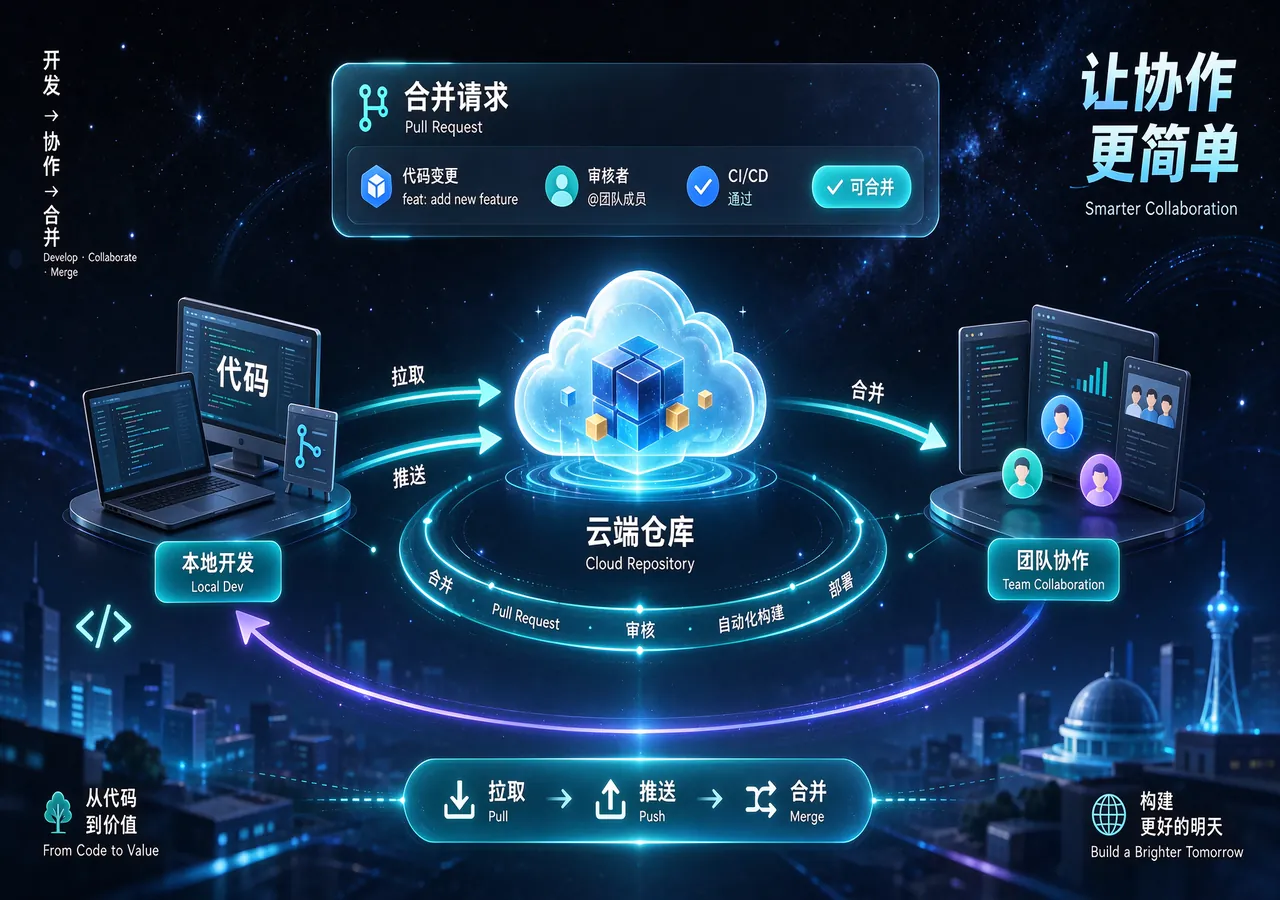 开
发
→
协
作
→
合
并
Develop · Collaborate
· Merge
合并请求
Pull Request
代码变更
feat: add new feature
审核者
@团队成员
CI/CD
通过
可合并
让协作
更简单
Smarter Collaboration
代码
拉取
推送
合并
本地开发
Local Dev
</>
云端仓库
Cloud Repository
合并 · Pull Request · 审核 · 自动化构建 · 部署
团队协作
Team Collaboration
拉取
Pull
→
推送
Push
→
合并
Merge
从代码
到价值
From Code to Value
构建
更好的明天
Build a Brighter Tomorrow